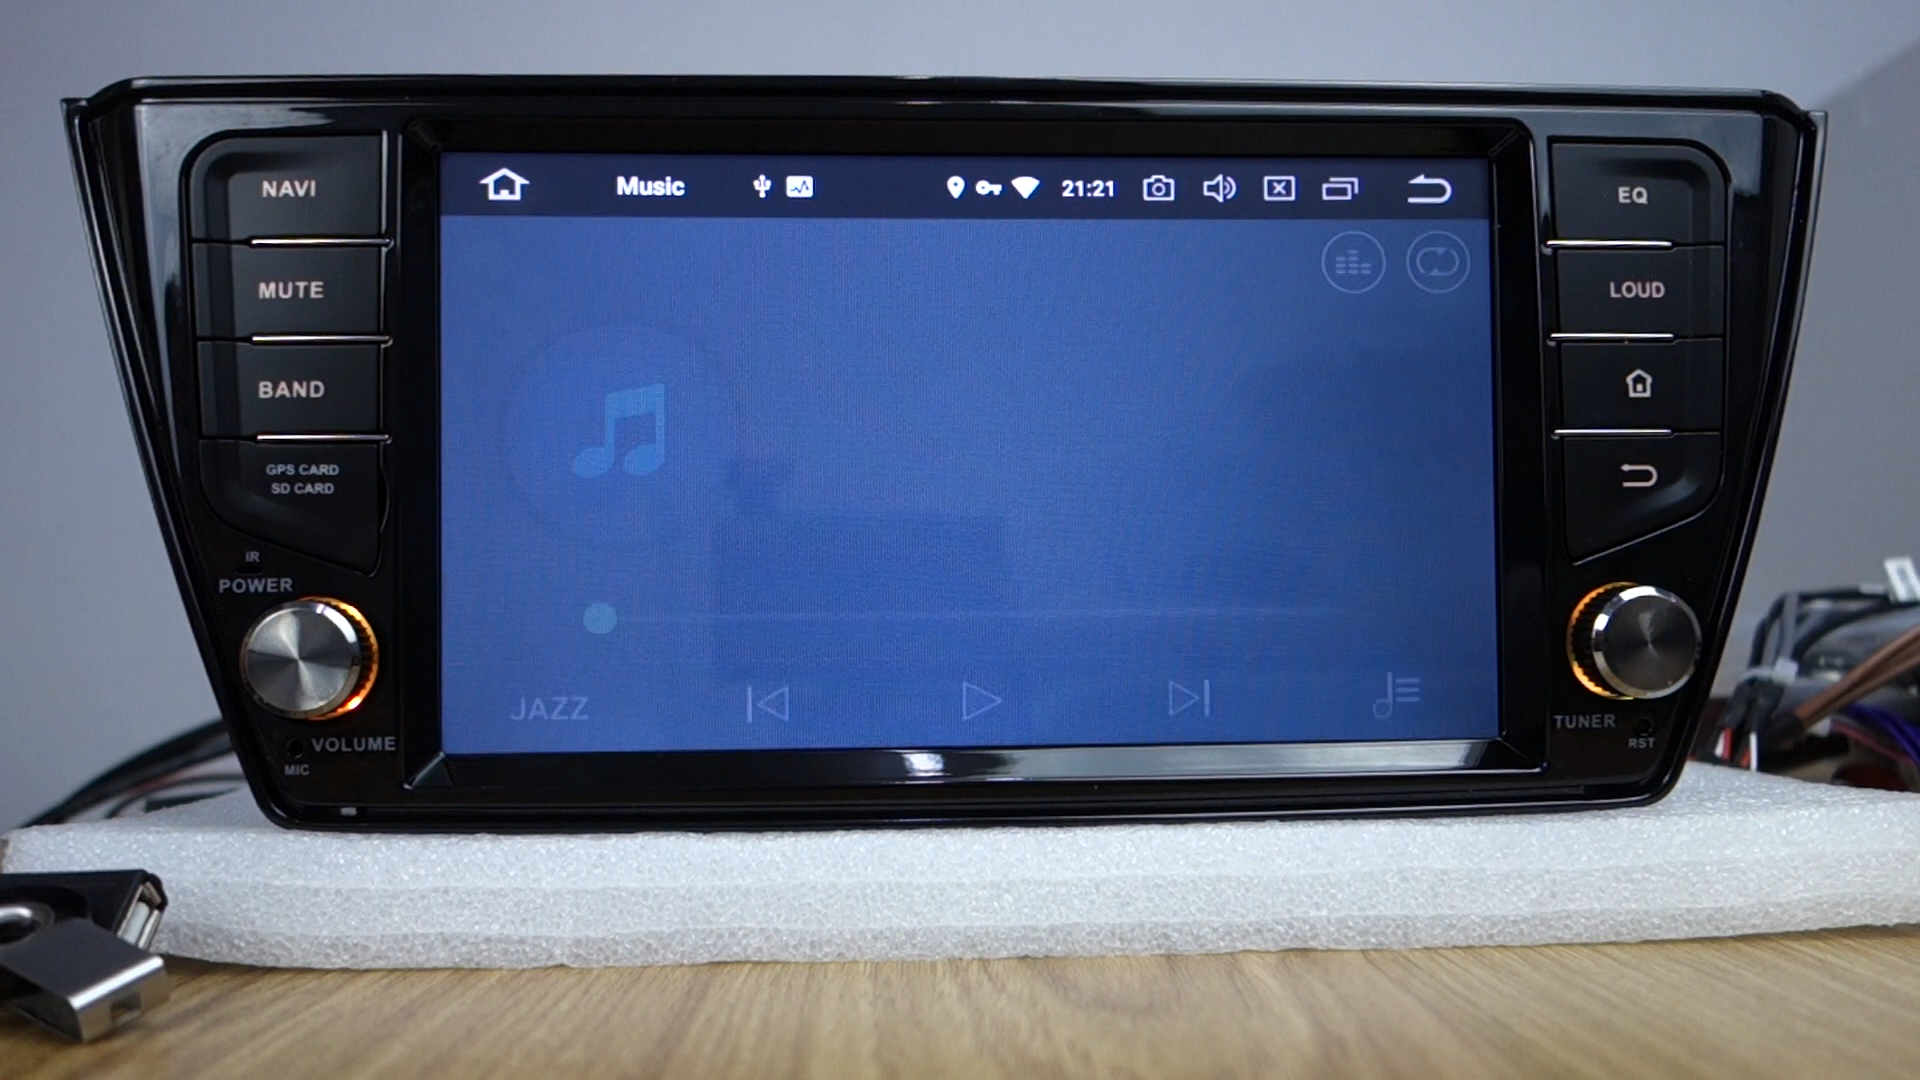 NAVI
MUTE
BAND
GPS CARD
SD CARD
IR
POWER
VOLUME
MIC
Music
21:21
JAZZ
EQ
LOUD
TUNER
RST